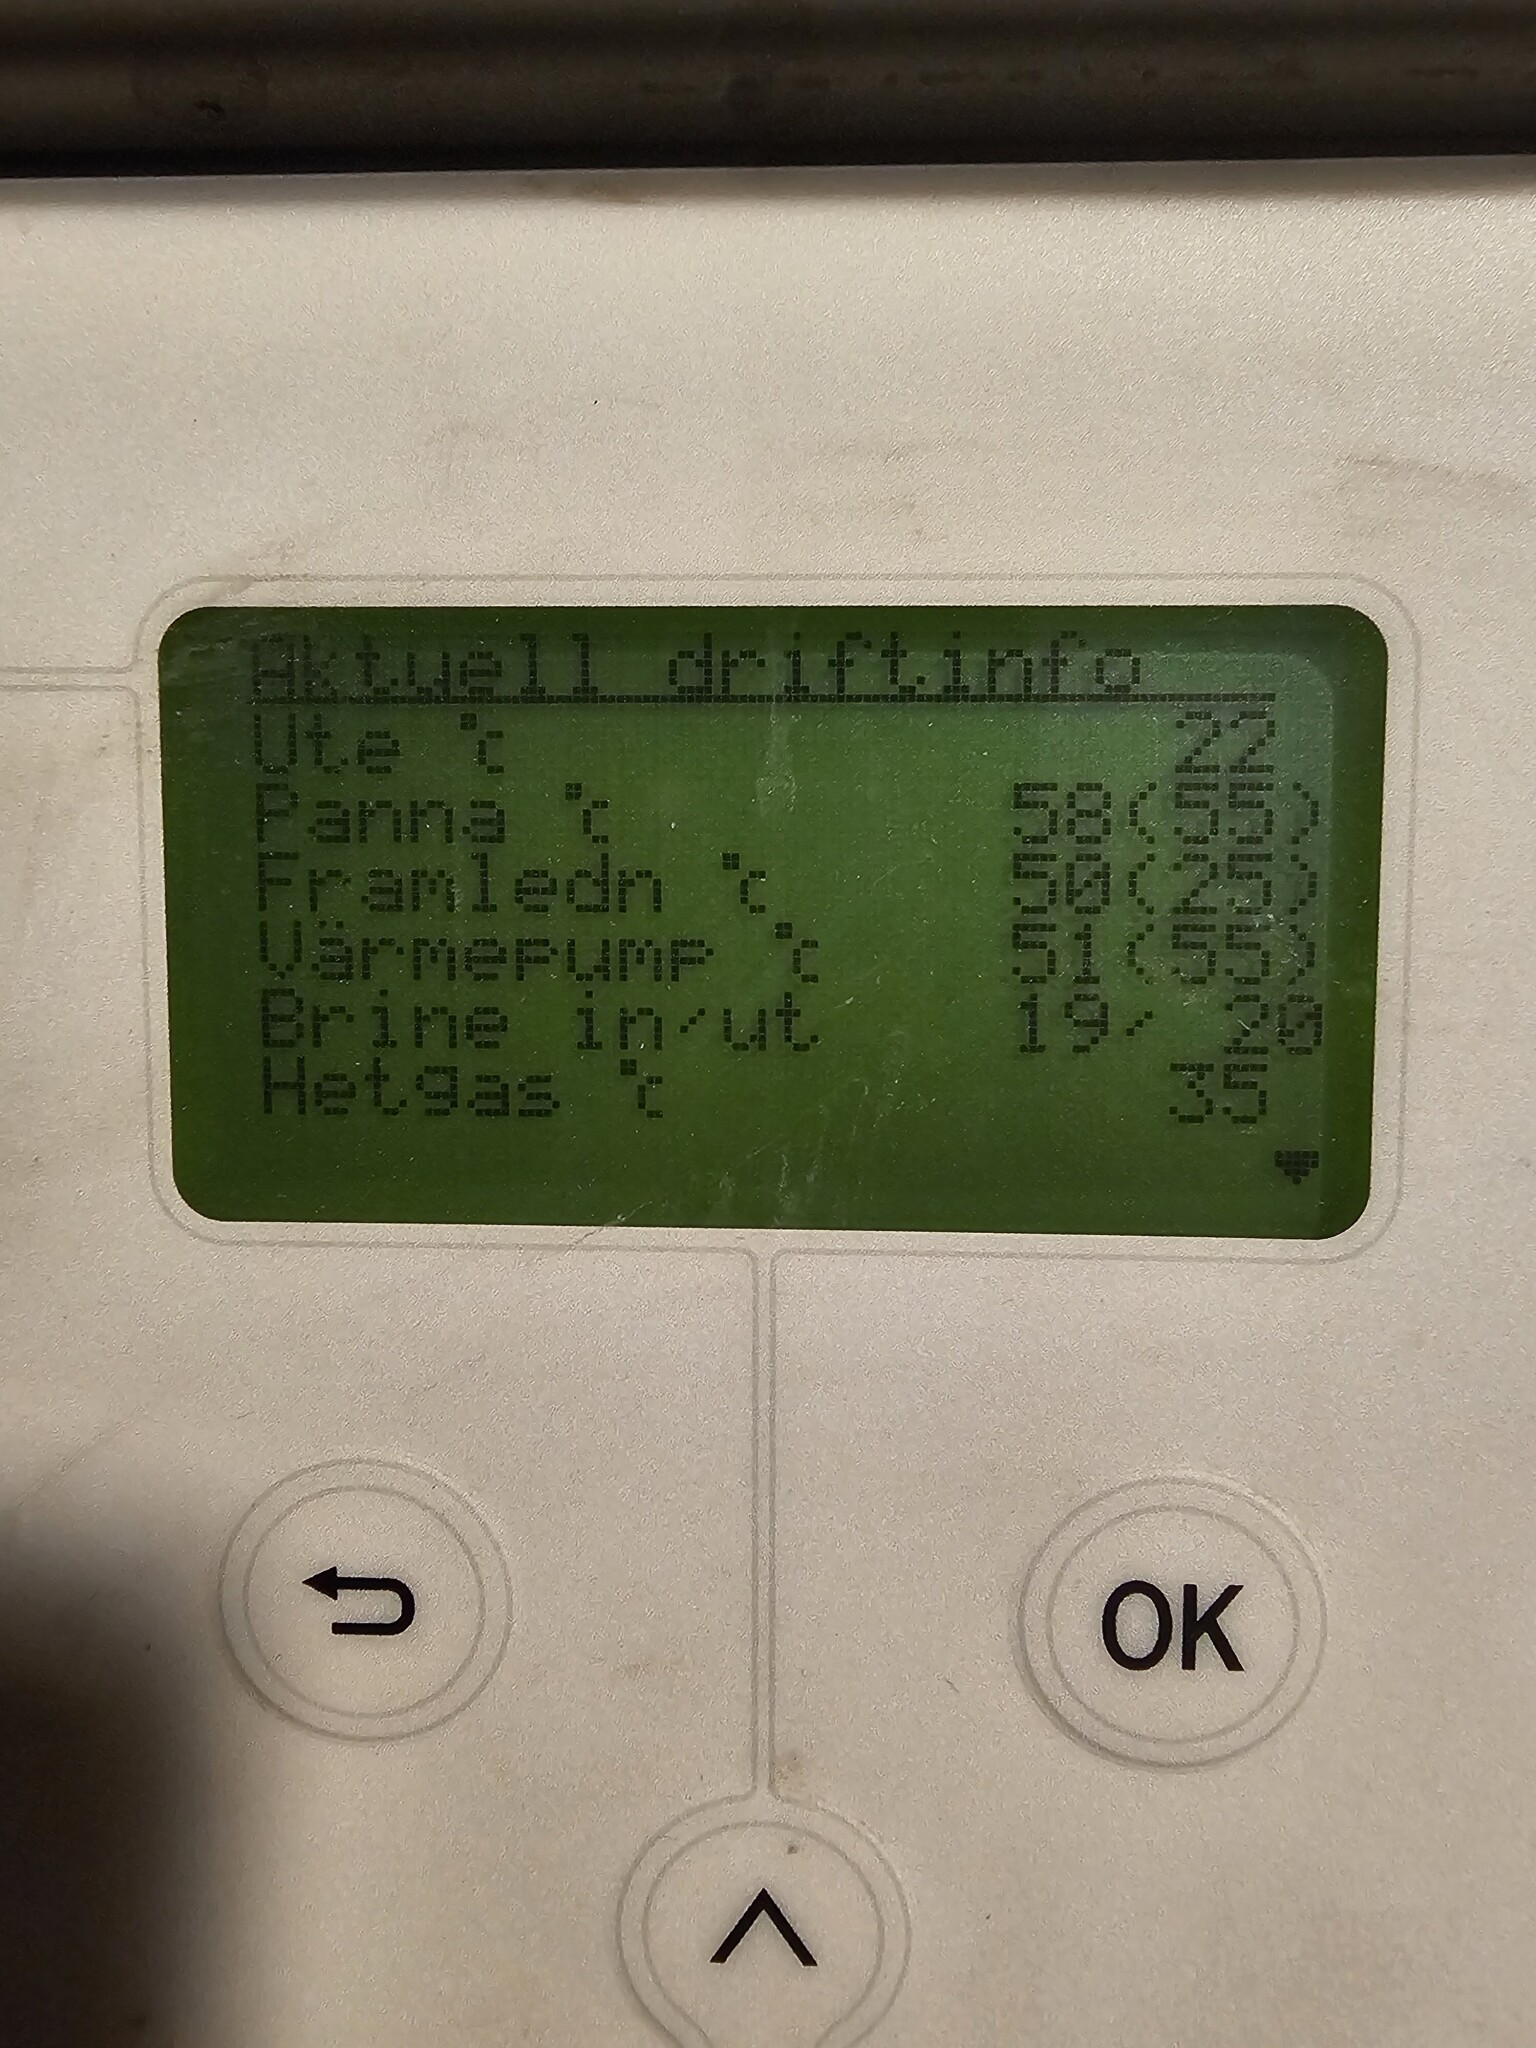 Aktuell driftinfo
Ute °C 22
Panna °C 58(55)
Framledn °C 50(25)
Värmepump °C 51(55)
Brine in/ut 19/ 20
Hetgas °C 35
OK